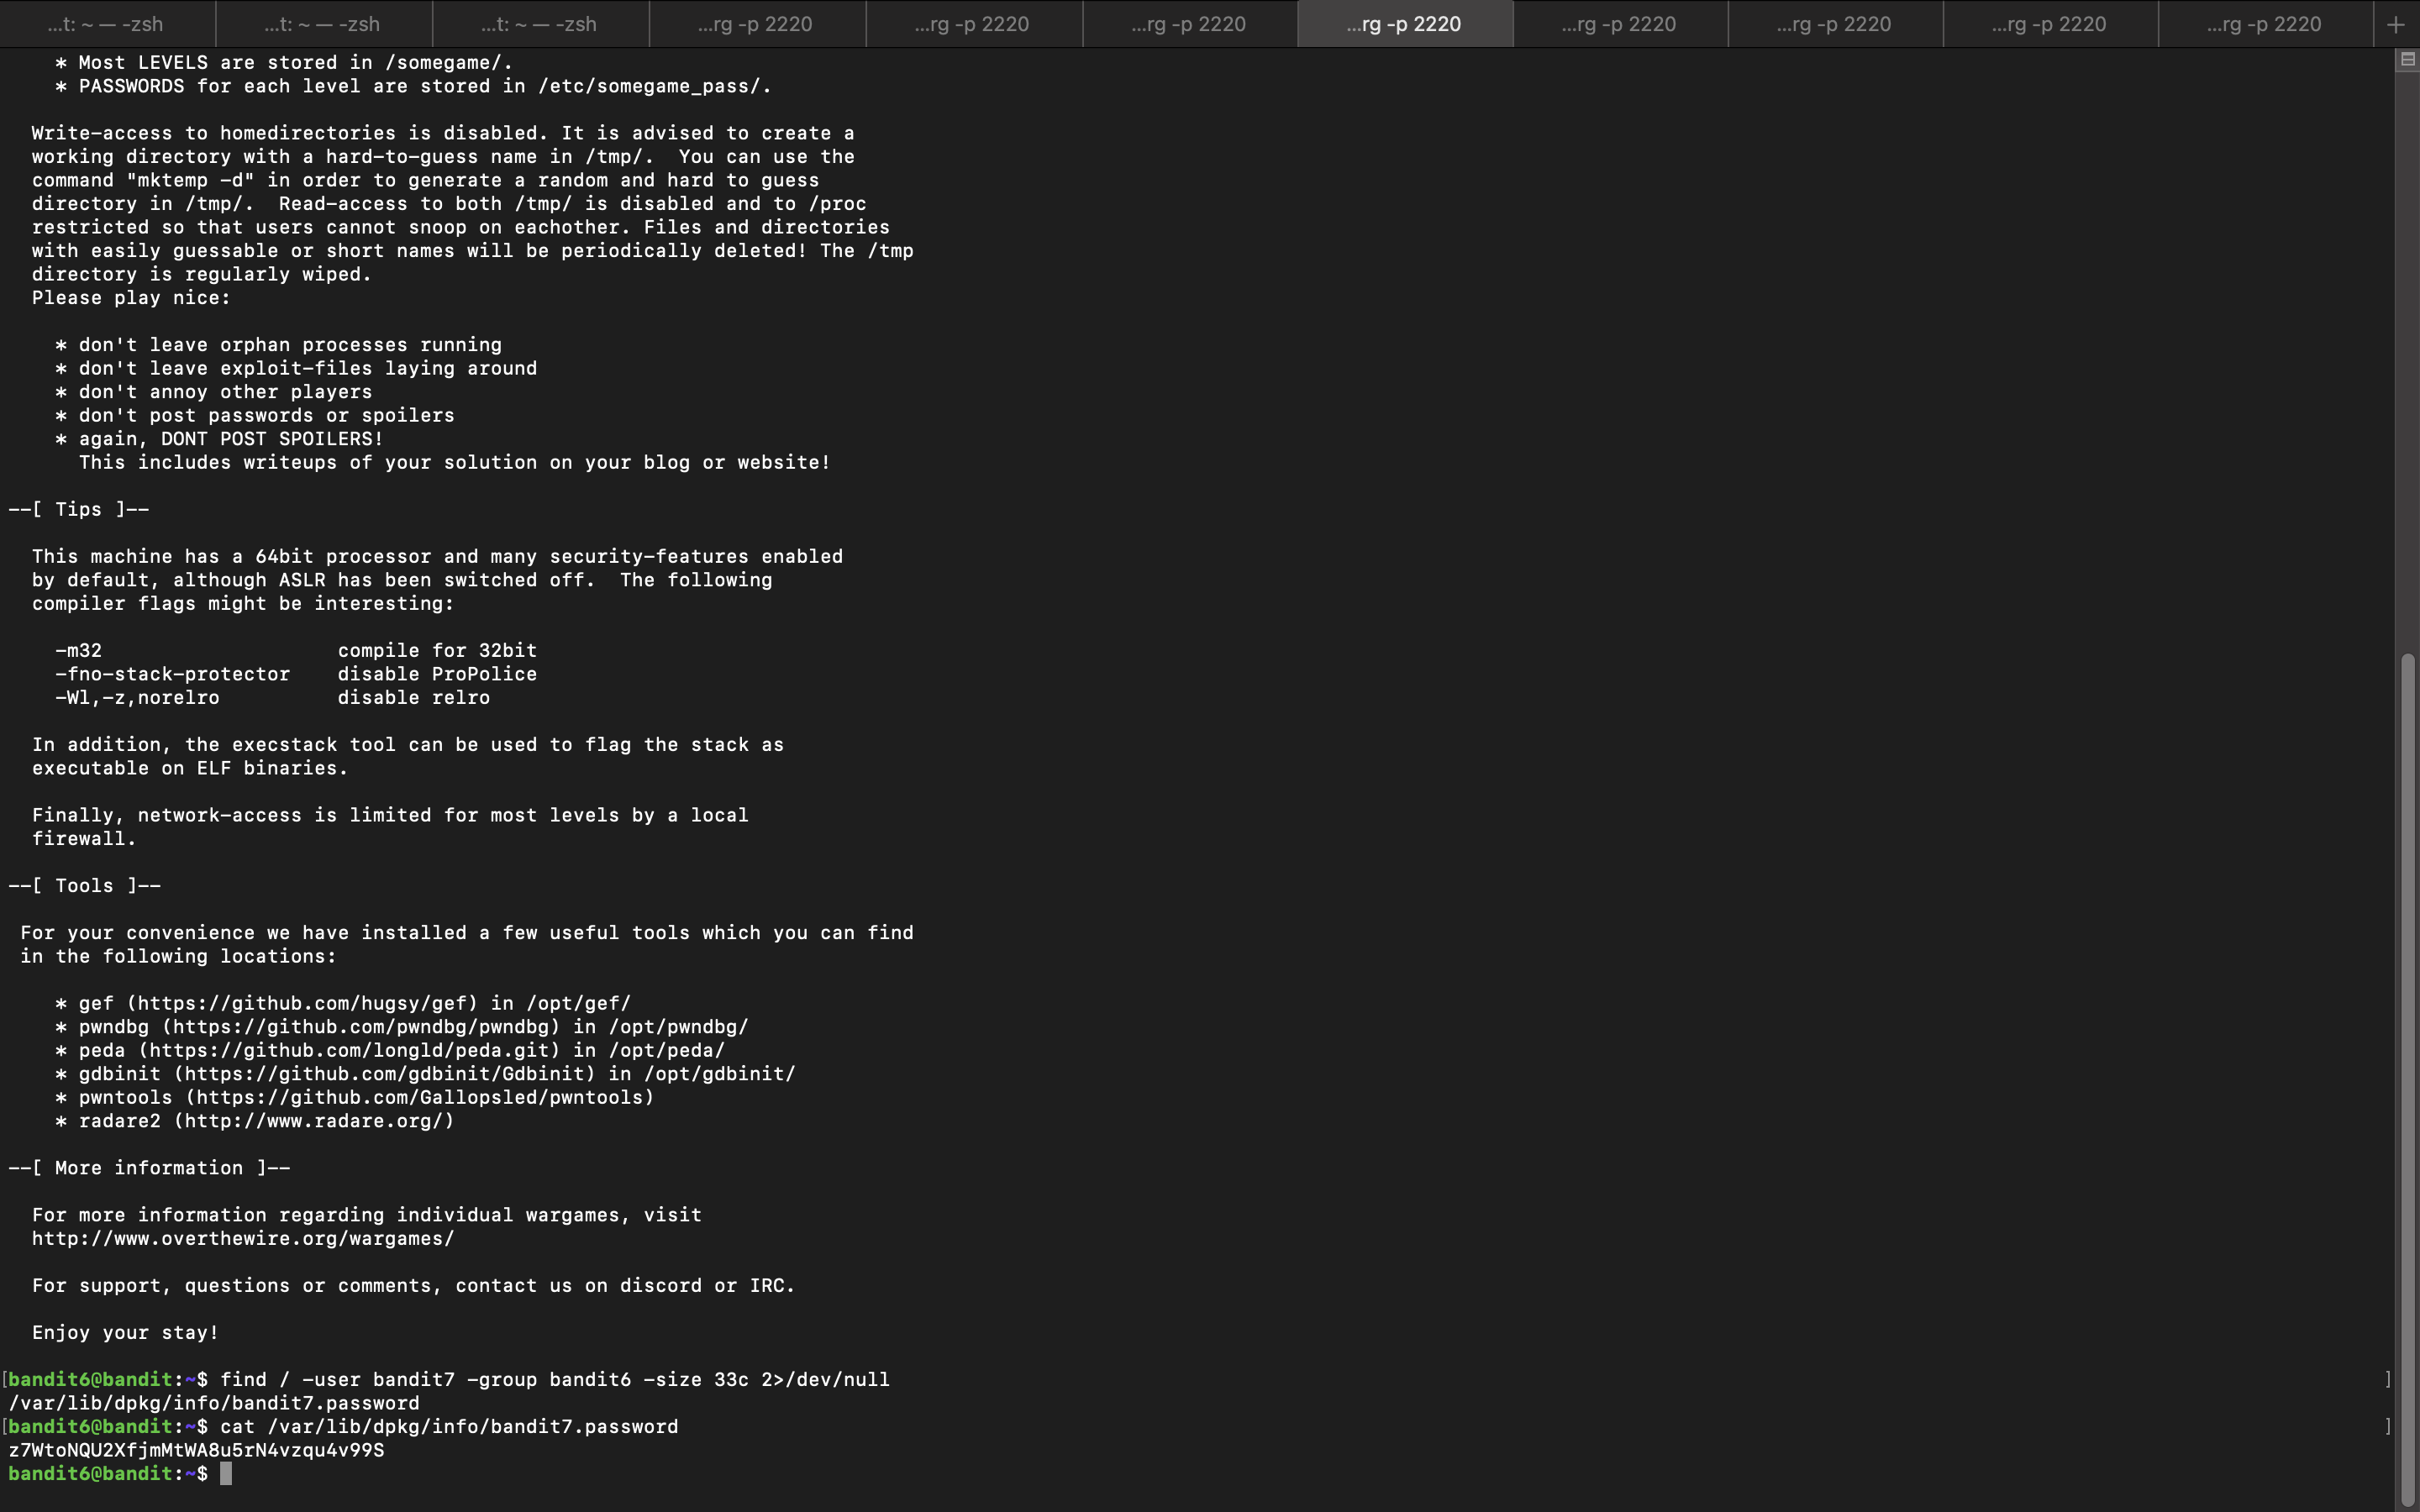 ...t: ~ — -zsh ...t: ~ — -zsh ...t: ~ — -zsh ...rg -p 2220 ...rg -p 2220 ...rg -p 2220 ...rg -p 2220 ...rg -p 2220 ...rg -p 2220 ...rg -p 2220 ...rg -p 2220 +
* Most LEVELS are stored in /somegame/.
* PASSWORDS for each level are stored in /etc/somegame_pass/.
Write-access to homedirectories is disabled. It is advised to create a
working directory with a hard-to-guess name in /tmp/.  You can use the
command "mktemp -d" in order to generate a random and hard to guess
directory in /tmp/.  Read-access to both /tmp/ is disabled and to /proc
restricted so that users cannot snoop on eachother. Files and directories
with easily guessable or short names will be periodically deleted! The /tmp
directory is regularly wiped.
Please play nice:
* don't leave orphan processes running
* don't leave exploit-files laying around
* don't annoy other players
* don't post passwords or spoilers
* again, DONT POST SPOILERS!
This includes writeups of your solution on your blog or website!
--[ Tips ]--
This machine has a 64bit processor and many security-features enabled
by default, although ASLR has been switched off.  The following
compiler flags might be interesting:
-m32                    compile for 32bit
-fno-stack-protector    disable ProPolice
-Wl,-z,norelro          disable relro
In addition, the execstack tool can be used to flag the stack as
executable on ELF binaries.
Finally, network-access is limited for most levels by a local
firewall.
--[ Tools ]--
For your convenience we have installed a few useful tools which you can find
in the following locations:
* gef (https://github.com/hugsy/gef) in /opt/gef/
* pwndbg (https://github.com/pwndbg/pwndbg) in /opt/pwndbg/
* peda (https://github.com/longld/peda.git) in /opt/peda/
* gdbinit (https://github.com/gdbinit/Gdbinit) in /opt/gdbinit/
* pwntools (https://github.com/Gallopsled/pwntools)
* radare2 (http://www.radare.org/)
--[ More information ]--
For more information regarding individual wargames, visit
http://www.overthewire.org/wargames/
For support, questions or comments, contact us on discord or IRC.
Enjoy your stay!
[bandit6@bandit:~$ find / -user bandit7 -group bandit6 -size 33c 2>/dev/null ]
/var/lib/dpkg/info/bandit7.password
[bandit6@bandit:~$ cat /var/lib/dpkg/info/bandit7.password ]
z7WtoNQU2XfjmMtWA8u5rN4vzqu4v99S
bandit6@bandit:~$